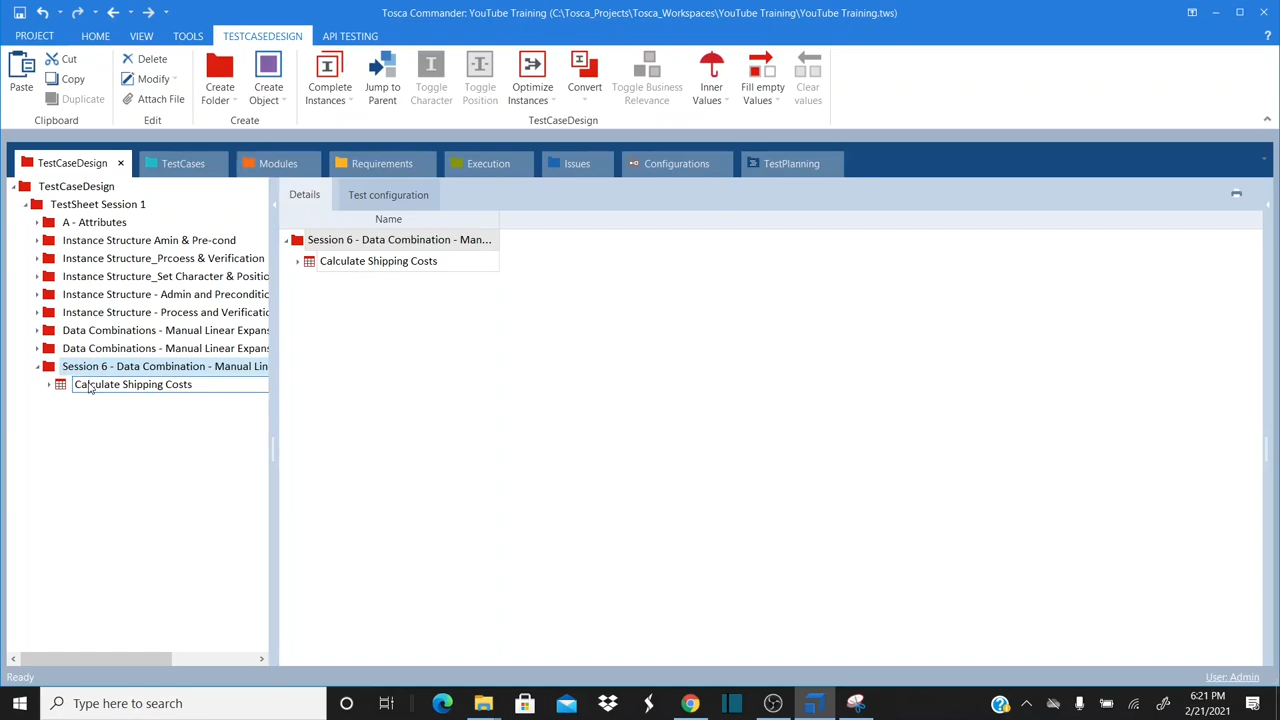 Tosca Commander: YouTube Training (C:\Tosca_Projects\Tosca_Workspaces\YouTube Training\YouTube Training.tws)
PROJECT HOME VIEW TOOLS TESTCASEDESIGN API TESTING
Paste
Cut
Copy
Duplicate
Clipboard
Delete
Modify
Attach File
Edit
Create Folder
Create Object
Create
Complete Instances
Jump to Parent
Toggle Character
Toggle Position
Optimize Instances
Convert
Toggle Business Relevance
Inner Values
Fill empty Values
Clear values
TestCaseDesign
TestCaseDesign TestCases Modules Requirements Execution Issues Configurations TestPlanning
TestCaseDesign
TestSheet Session 1
A - Attributes
Instance Structure Amin & Pre-cond
Instance Structure_Prcoess & Verification
Instance Structure_Set Character & Positio
Instance Structure - Admin and Preconditic
Instance Structure - Process and Verificatic
Data Combinations - Manual Linear Expans
Data Combinations - Manual Linear Expans
Session 6 - Data Combination - Manual Lin
Calculate Shipping Costs
Details Test configuration
Name
Session 6 - Data Combination - Man...
Calculate Shipping Costs
Ready
User: Admin
Type here to search
6:21 PM
2/21/2021